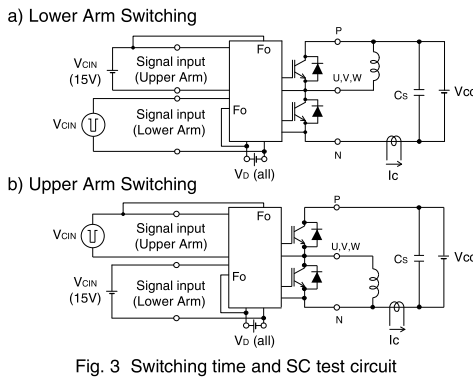 a) Lower Arm Switching
P
Fo
VCIN
(15V)
Signal input
(Upper Arm)
U,V,W
CS
Vcc
Signal input
(Lower Arm)
Fo
VCIN
N
VD (all)
Ic
b) Upper Arm Switching
P
Fo
VCIN
Signal input
(Upper Arm)
U,V,W
CS
Vcc
Fo
VCIN
(15V)
Signal input
(Lower Arm)
N
VD (all)
Ic
Fig. 3 Switching time and SC test circuit